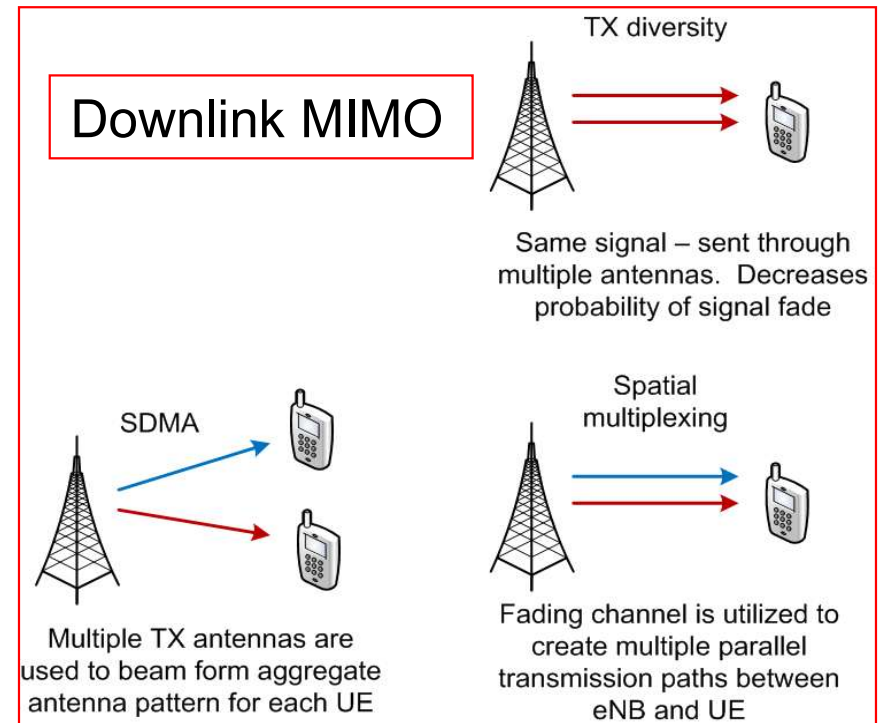 TX diversity
Downlink MIMO
Same signal – sent through
multiple antennas.  Decreases
probability of signal fade
SDMA
Multiple TX antennas are
used to beam form aggregate
antenna pattern for each UE
Spatial
multiplexing
Fading channel is utilized to
create multiple parallel
transmission paths between
eNB and UE